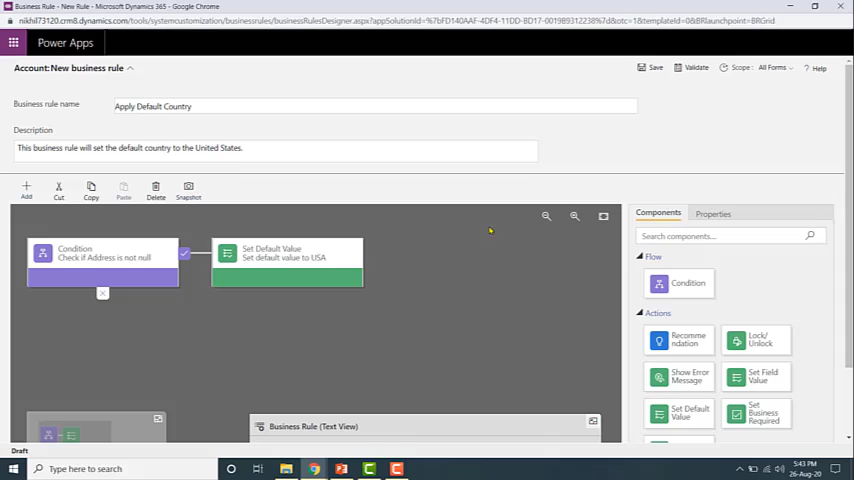 Business Rule - New Rule - Microsoft Dynamics 365 - Google Chrome
nikhil73120.crm8.dynamics.com/tools/systemcustomization/businessrules/businessRulesDesigner.aspx?appSolutionId=%7bFD140AAF-4DF4-11DD-BD17-0019B9312238%7d&otc=1&templateId=0&BRlaunchpoint=BRGrid
Power Apps
Account:New business rule
Save
Validate
Scope :
All Forms
? Help
Business rule name
Apply Default Country
Description
This business rule will set the default country to the United States.
Add
Cut
Copy
Paste
Delete
Snapshot
Components
Properties
Search components...
Condition
Check if Address is not null
Set Default Value
Set default value to USA
Flow
Condition
Actions
Recomme
ndation
Lock/
Unlock
Show Error
Message
Set Field
Value
Set Default
Value
Set
Business
Required
Business Rule (Text View)
Draft
Type here to search
5:43 PM
26-Aug-20